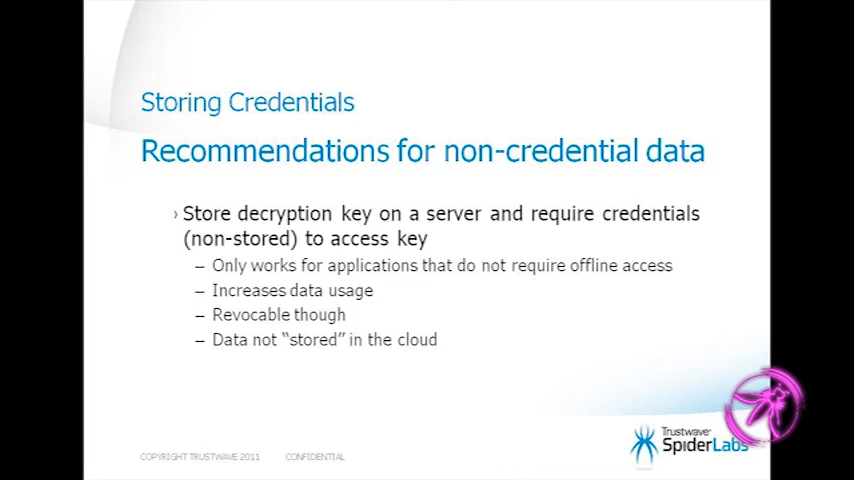 Storing Credentials
Recommendations for non-credential data
› Store decryption key on a server and require credentials
(non-stored) to access key
– Only works for applications that do not require offline access
– Increases data usage
– Revocable though
– Data not “stored” in the cloud
Trustwave®
SpiderLabs
COPYRIGHT TRUSTWAVE 2011 CONFIDENTIAL